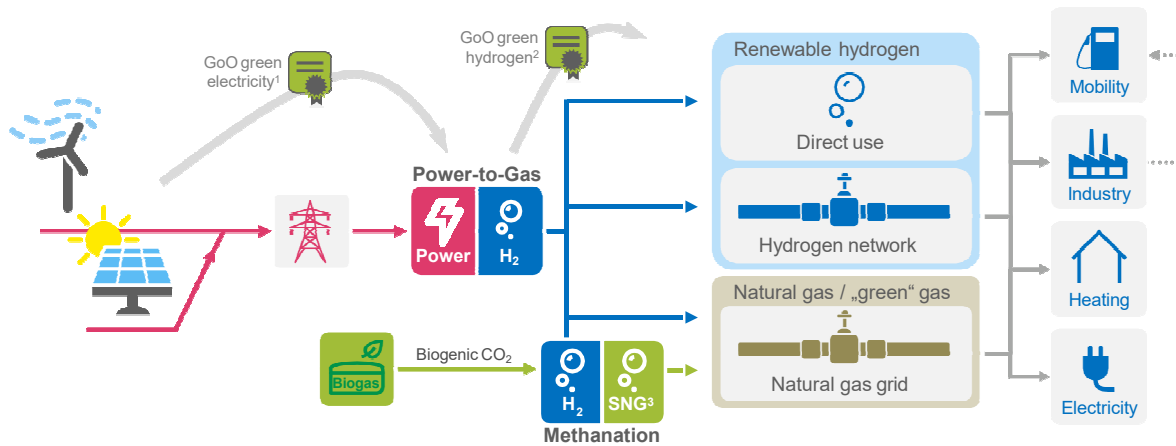 GoO green
electricity¹
GoO green
hydrogen²
Renewable hydrogen
Direct use
Hydrogen network
Mobility
Industry
Power-to-Gas
Power
H₂
Natural gas / „green“ gas
Natural gas grid
Heating
Electricity
Biogas
Biogenic CO₂
H₂
SNG³
Methanation